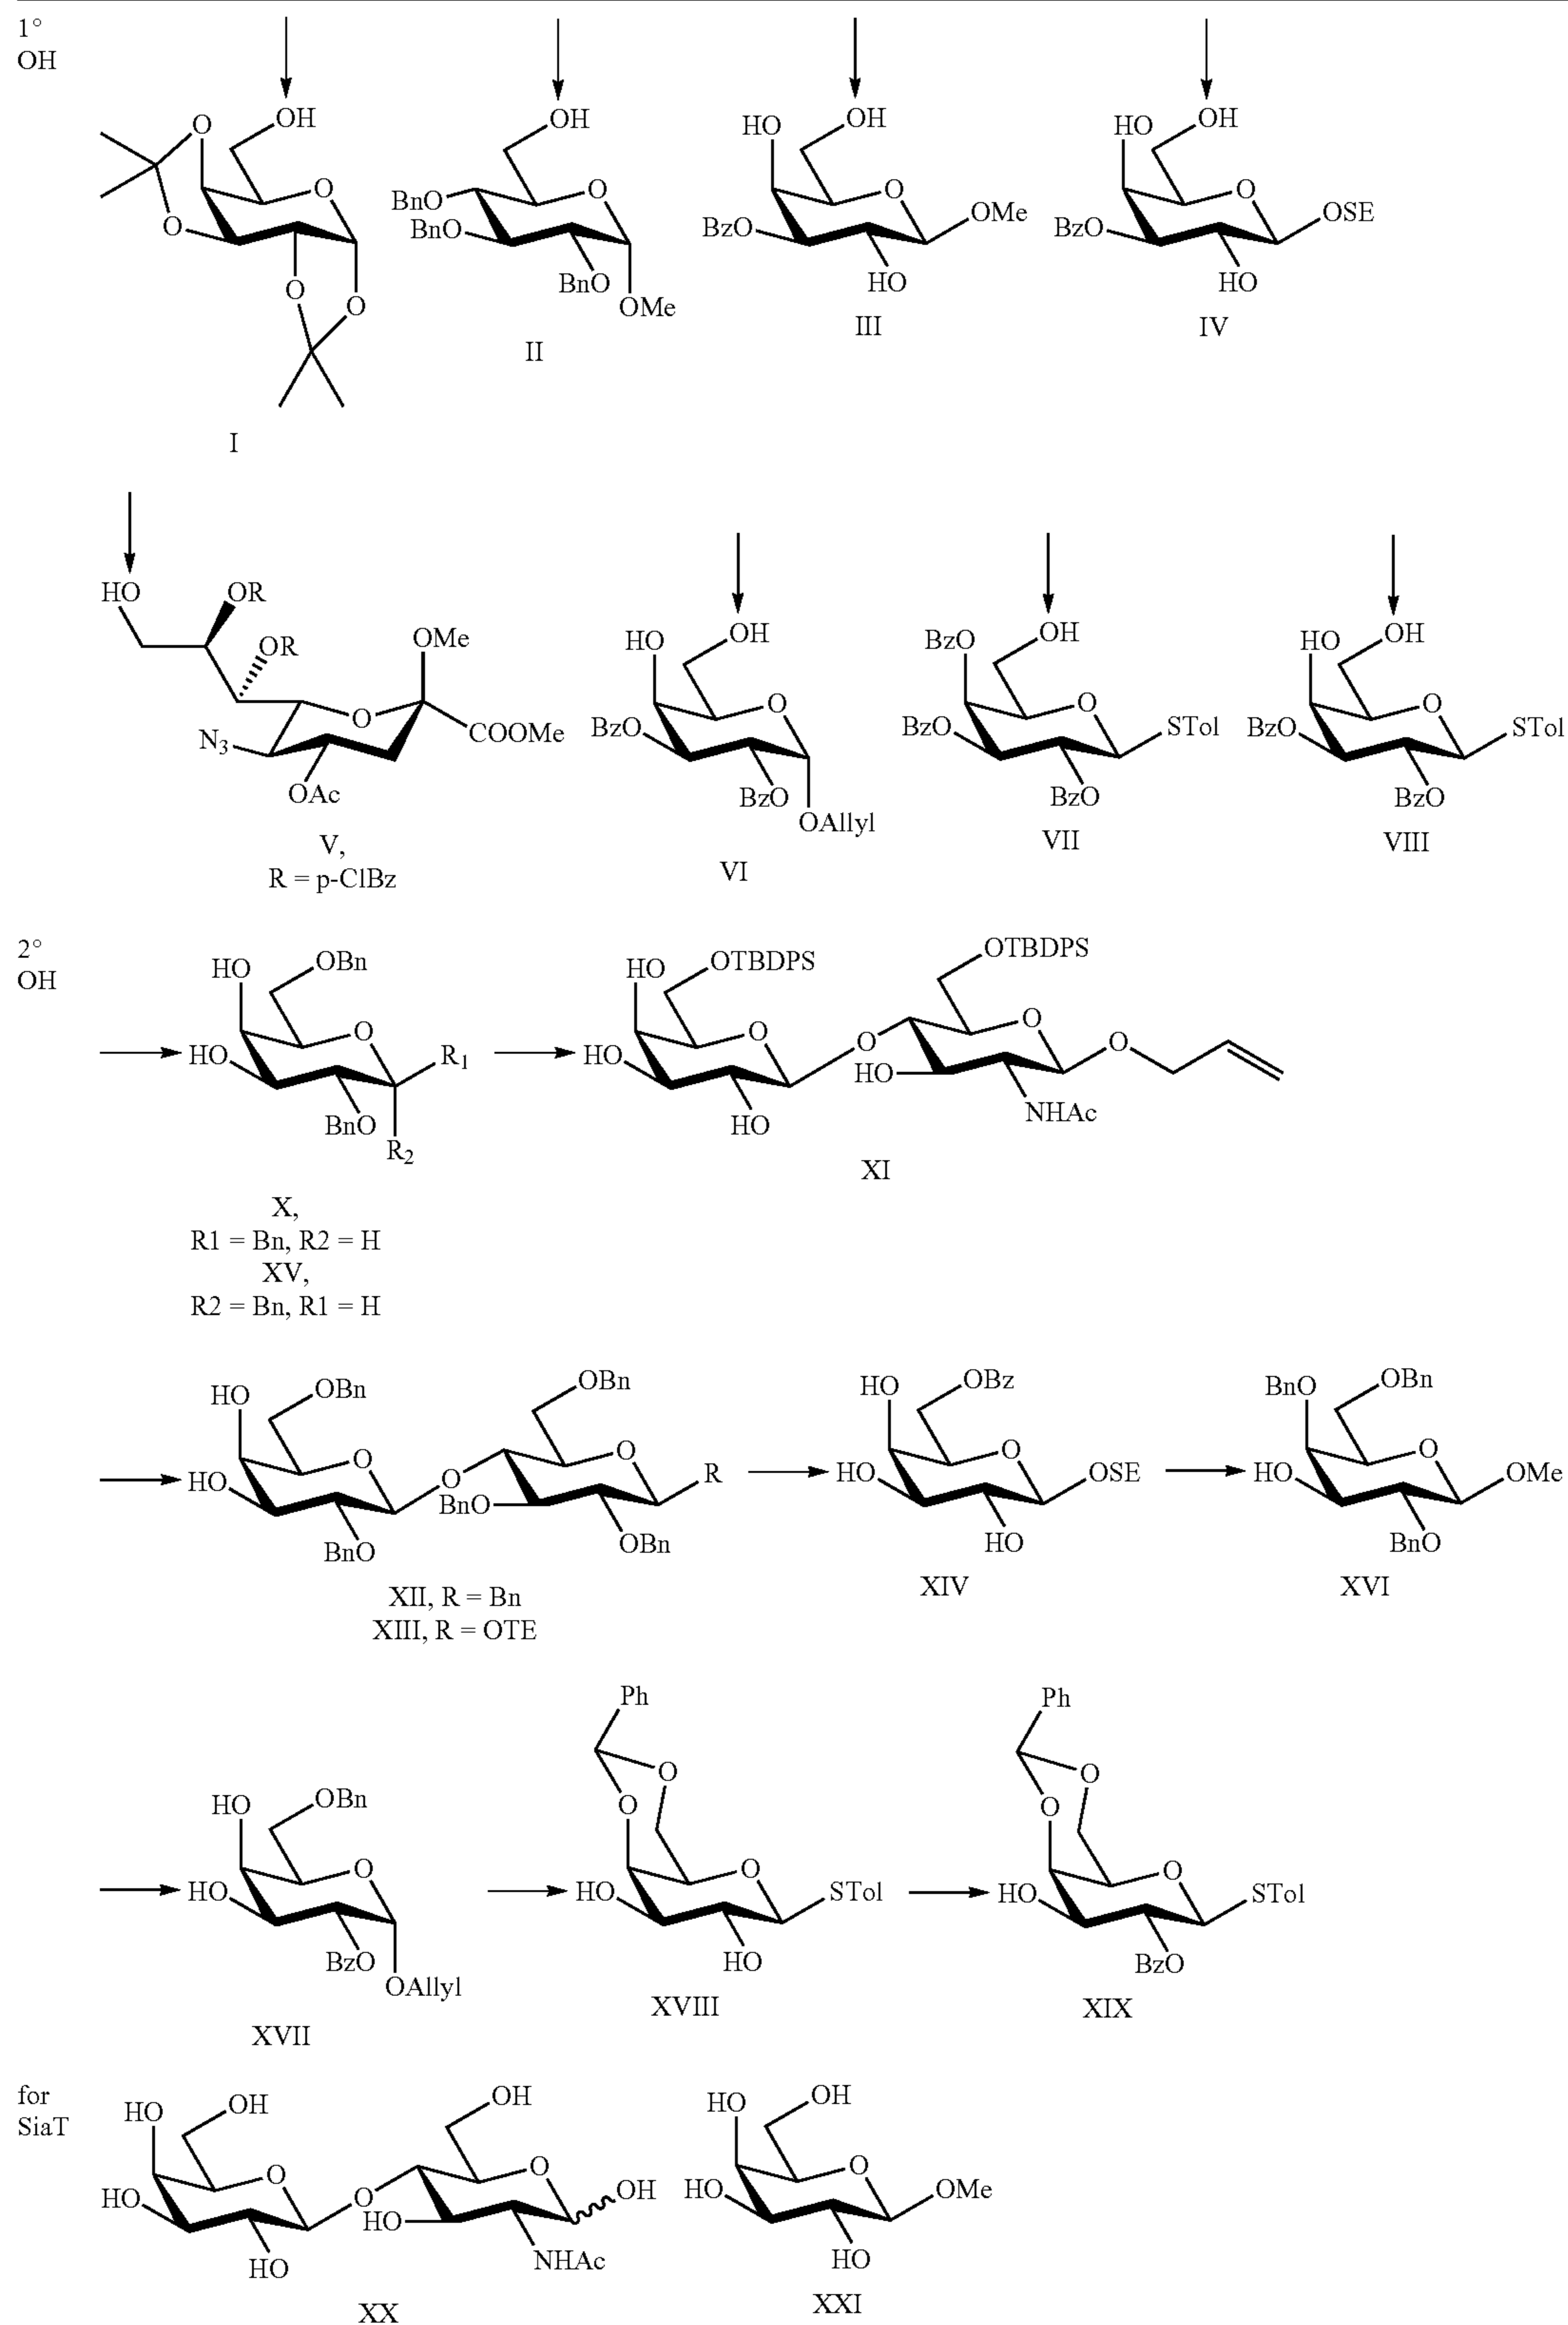 1°
OH
O OH
O O
O O
I
OH
BnO O
BnO
BnO
OMe
II
HO OH
O OMe
BzO
HO
III
HO OH
O OSE
BzO
HO
IV
HO OR
OR OMe
O
N3 COOMe
OAc
V,
R = p-ClBz
HO OH
O
BzO
BzO
OAllyl
VI
BzO OH
O
BzO STol
BzO
VII
HO OH
O
BzO STol
BzO
VIII
2°
OH
HO OBn
O
HO R1
BnO
R2
X,
R1 = Bn, R2 = H
XV,
R2 = Bn, R1 = H
HO OTBDPS OTBDPS
O O
HO O O
HO
HO NHAc
XI
HO OBn OBn
O O
HO O R
BnO
BnO OBn
XII, R = Bn
XIII, R = OTE
HO OBz
O
HO OSE
HO
XIV
BnO OBn
O
HO OMe
BnO
XVI
HO OBn
O
HO
BzO
OAllyl
XVII
Ph
O
O
O
HO STol
HO
XVIII
Ph
O
O
O
HO STol
BzO
XIX
for
SiaT
HO OH OH
O O
HO O OH
HO
HO NHAc
XX
HO OH
O
HO OMe
HO
XXI